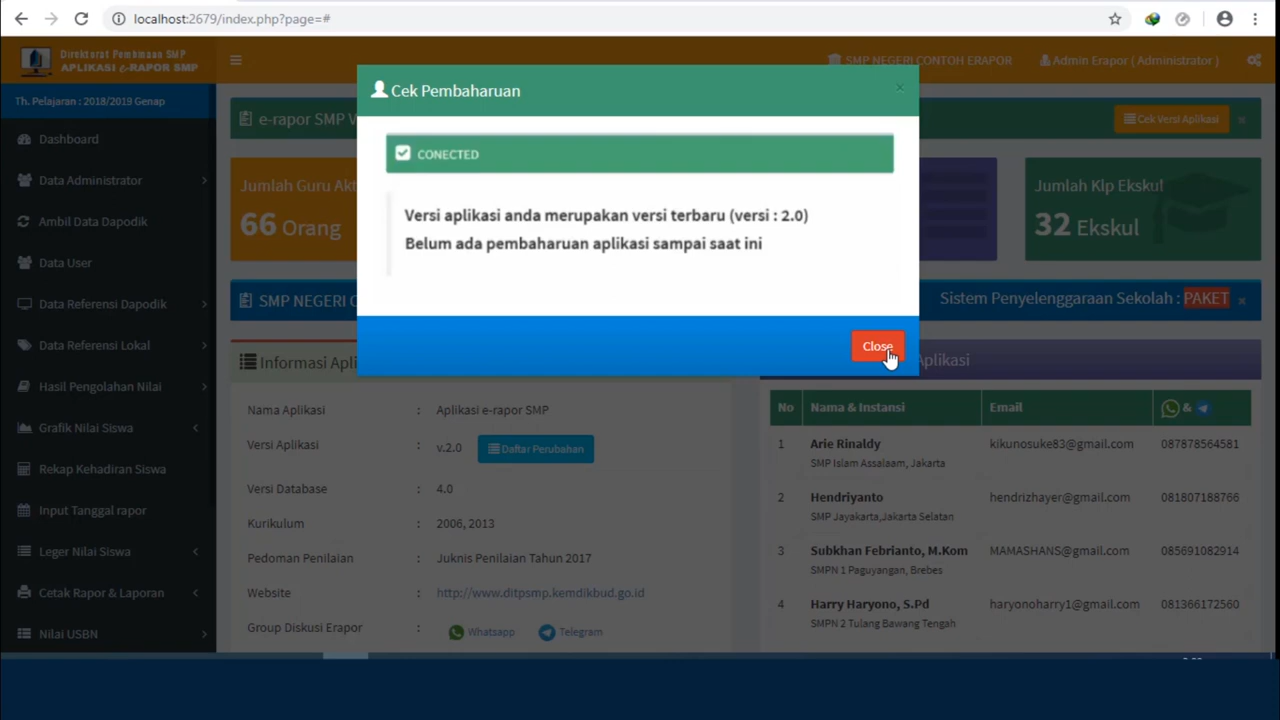 localhost:2679/index.php?page=#
Direktorat Pembinaan SMP
APLIKASI e-RAPOR SMP
SMP NEGERI CONTOH ERAPOR
Admin Erapor ( Administrator )
Th. Pelajaran : 2018/2019 Genap
Dashboard
Data Administrator
Ambil Data Dapodik
Data User
Data Referensi Dapodik
Data Referensi Lokal
Hasil Pengolahan Nilai
Grafik Nilai Siswa
Rekap Kehadiran Siswa
Input Tanggal rapor
Leger Nilai Siswa
Cetak Rapor & Laporan
Nilai USBN
e-rapor SMP V
Cek Versi Aplikasi
×
Jumlah Guru Akt
66 Orang
Jumlah Klp Ekskul
32 Ekskul
Cek Pembaharuan
×
CONECTED
Versi aplikasi anda merupakan versi terbaru (versi : 2.0)
Belum ada pembaharuan aplikasi sampai saat ini
Close
SMP NEGERI C
Sistem Penyelenggaraan Sekolah : PAKET
×
Informasi Apli
Nama Aplikasi : Aplikasi e-rapor SMP
Versi Aplikasi : v.2.0 Daftar Perubahan
Versi Database : 4.0
Kurikulum : 2006, 2013
Pedoman Penilaian : Juknis Penilaian Tahun 2017
Website : http://www.ditpsmp.kemdikbud.go.id
Group Diskusi Erapor : Whatsapp Telegram
Aplikasi
No Nama & Instansi Email &
1 Arie Rinaldy kikunosuke83@gmail.com 087878564581
SMP Islam Assalaam, Jakarta
2 Hendriyanto hendrizhayer@gmail.com 081807188766
SMP Jayakarta,Jakarta Selatan
3 Subkhan Febrianto, M.Kom MAMASHANS@gmail.com 085691082914
SMPN 1 Paguyangan, Brebes
4 Harry Haryono, S.Pd haryonoharry1@gmail.com 081366172560
SMPN 2 Tulang Bawang Tengah